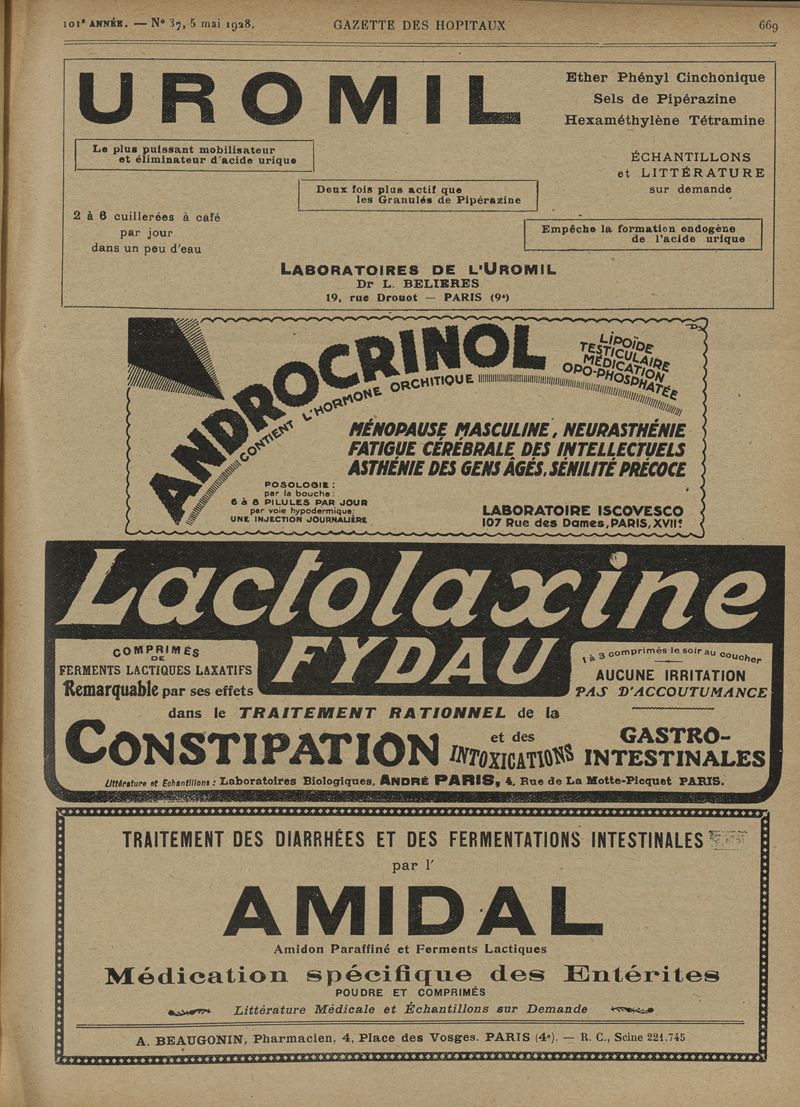 101e ANNÉE. — No 37, 5 mai 1928.
GAZETTE DES HOPITAUX
669
UROMIL
Ether Phényl Cinchonique
Sels de Pipérazine
Hexaméthylène Tétramine
Le plus puissant mobilisateur
et éliminateur d'acide urique
ÉCHANTILLONS
et LITTÉRATURE
sur demande
Deux fois plus actif que
les Granulés de Pipérazine
2 à 6 cuillerées à café
par jour
dans un peu d'eau
Empêche la formation endogène
de l'acide urique
LABORATOIRES DE L'UROMIL
Dr L. BELIERES
19, rue Drouot — PARIS (9e)
ANDROCRINOL
CONTIENT L'HORMONE ORCHITIQUE
LIPOÏDE
TESTICULAIRE
MÉDICATION
OPO-PHOSPHATÉE
MÉNOPAUSE MASCULINE, NEURASTHÉNIE
FATIGUE CÉRÉBRALE DES INTELLECTUELS
ASTHÉNIE DES GENS ÂGÉS, SÉNILITÉ PRÉCOCE
POSOLOGIE :
par la bouche :
6 à 8 PILULES PAR JOUR
par voie hypodermique:
UNE INJECTION JOURNALIÈRE
LABORATOIRE ISCOVESCO
107 Rue des Dames, PARIS, XVIIe
Lactolaxine
FYDAU
COMPRIMÉS
DE
FERMENTS LACTIQUES LAXATIFS
Remarquable par ses effets
1 à 3 comprimés le soir au coucher
AUCUNE IRRITATION
PAS D'ACCOUTUMANCE
dans le TRAITEMENT RATIONNEL de la
CONSTIPATION
et des
INTOXICATIONS
GASTRO-
INTESTINALES
Littérature et Echantillons : Laboratoires Biologiques, ANDRÉ PARIS, 4, Rue de La Motte-Picquet PARIS.
TRAITEMENT DES DIARRHÉES ET DES FERMENTATIONS INTESTINALES
par l'
AMIDAL
Amidon Paraffiné et Ferments Lactiques
Médication spécifique des Entérites
POUDRE ET COMPRIMÉS
Littérature Médicale et Échantillons sur Demande
A. BEAUGONIN, Pharmacien, 4, Place des Vosges. PARIS (4e). — R. C., Seine 221.745